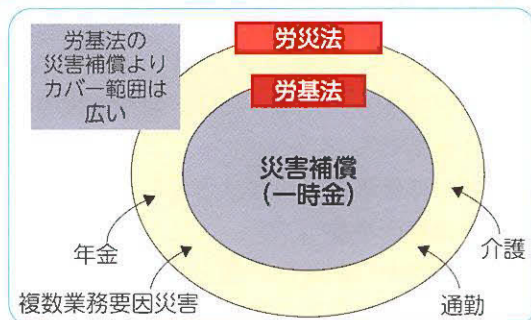 労基法の
災害補償より
カバー範囲は
広い
労災法
労基法
災害補償
(一時金)
年金
介護
複数業務要因災害
通勤